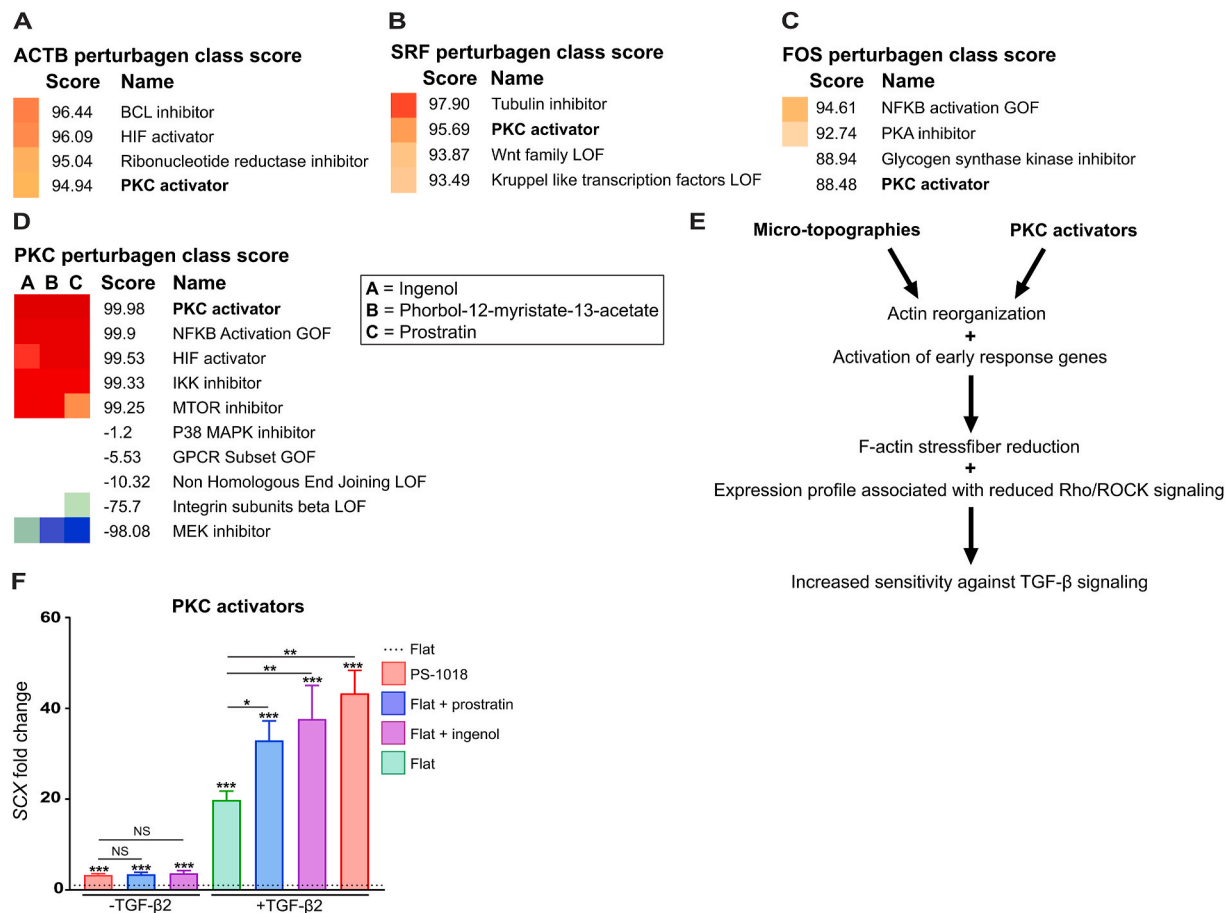 A
ACTB perturbagen class score
Score Name
96.44 BCL inhibitor
96.09 HIF activator
95.04 Ribonucleotide reductase inhibitor
94.94 PKC activator
B
SRF perturbagen class score
Score Name
97.90 Tubulin inhibitor
95.69 PKC activator
93.87 Wnt family LOF
93.49 Kruppel like transcription factors LOF
C
FOS perturbagen class score
Score Name
94.61 NFKB activation GOF
92.74 PKA inhibitor
88.94 Glycogen synthase kinase inhibitor
88.48 PKC activator
D
PKC perturbagen class score
A B C Score Name
99.98 PKC activator
99.9 NFKB Activation GOF
99.53 HIF activator
99.33 IKK inhibitor
99.25 MTOR inhibitor
-1.2 P38 MAPK inhibitor
-5.53 GPCR Subset GOF
-10.32 Non Homologous End Joining LOF
-75.7 Integrin subunits beta LOF
-98.08 MEK inhibitor
A = Ingenol
B = Phorbol-12-myristate-13-acetate
C = Prostratin
E
Micro-topographies PKC activators
Actin reorganization
+
Activation of early response genes
F-actin stressfiber reduction
+
Expression profile associated with reduced Rho/ROCK signaling
Increased sensitivity against TGF-β signaling
F
PKC activators
SCX fold change
60
40
20
0
NS
NS
*** *** ***
**
**
*
*** *** *** ***
-TGF-β2 +TGF-β2
Flat
PS-1018
Flat + prostratin
Flat + ingenol
Flat